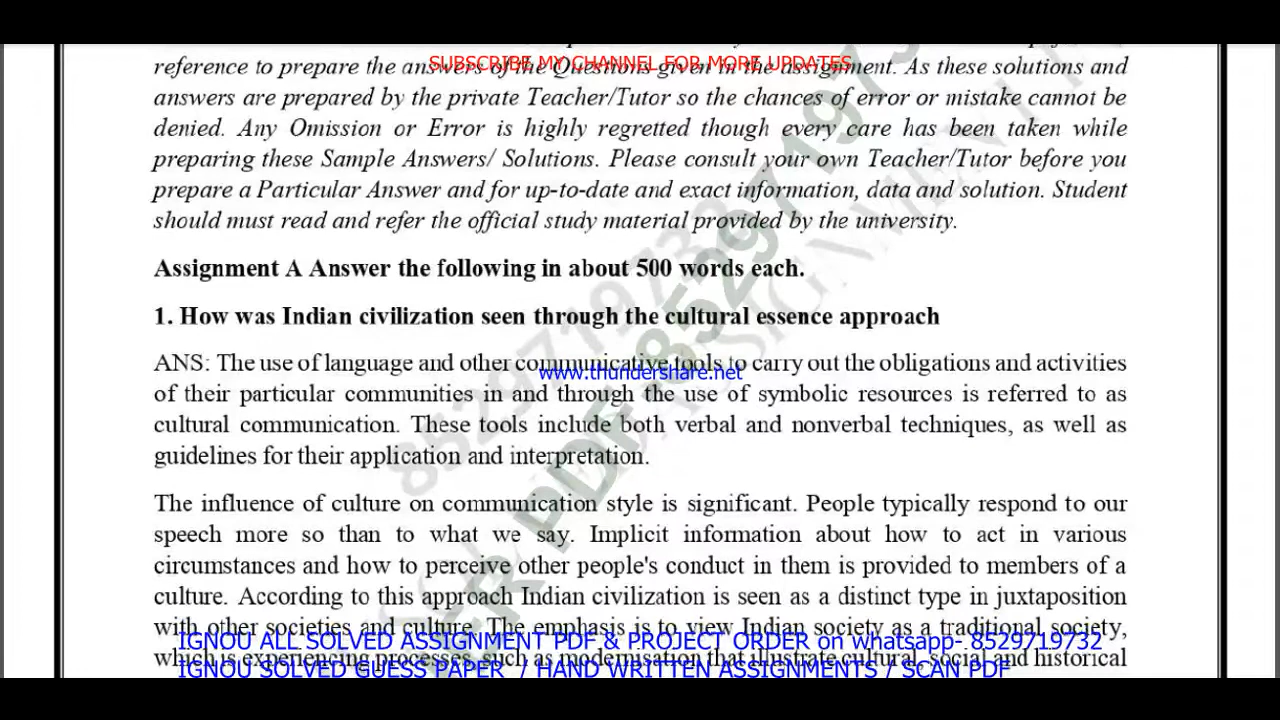 SUBSCRIBE MY CHANNEL FOR MORE UPDATES
reference to prepare the answers of the Questions given in the assignment. As these solutions and
answers are prepared by the private Teacher/Tutor so the chances of error or mistake cannot be
denied. Any Omission or Error is highly regretted though every care has been taken while
preparing these Sample Answers/ Solutions. Please consult your own Teacher/Tutor before you
prepare a Particular Answer and for up-to-date and exact information, data and solution. Student
should must read and refer the official study material provided by the university.
Assignment A Answer the following in about 500 words each.
1. How was Indian civilization seen through the cultural essence approach
ANS: The use of language and other communicative tools to carry out the obligations and activities
www.thundershare.net
of their particular communities in and through the use of symbolic resources is referred to as
cultural communication. These tools include both verbal and nonverbal techniques, as well as
guidelines for their application and interpretation.
The influence of culture on communication style is significant. People typically respond to our
speech more so than to what we say. Implicit information about how to act in various
circumstances and how to perceive other people's conduct in them is provided to members of a
culture. According to this approach Indian civilization is seen as a distinct type in juxtaposition
with other societies and culture. The emphasis is to view Indian society as a traditional society,
IGNOU ALL SOLVED ASSIGNMENT PDF & PROJECT ORDER on whatsapp- 8529719732
which is experiencing processes, such as modernisation that illustrate cultural, social and historical
IGNOU SOLVED GUESS PAPER / HAND WRITTEN ASSIGNMENTS / SCAN PDF
8529719732